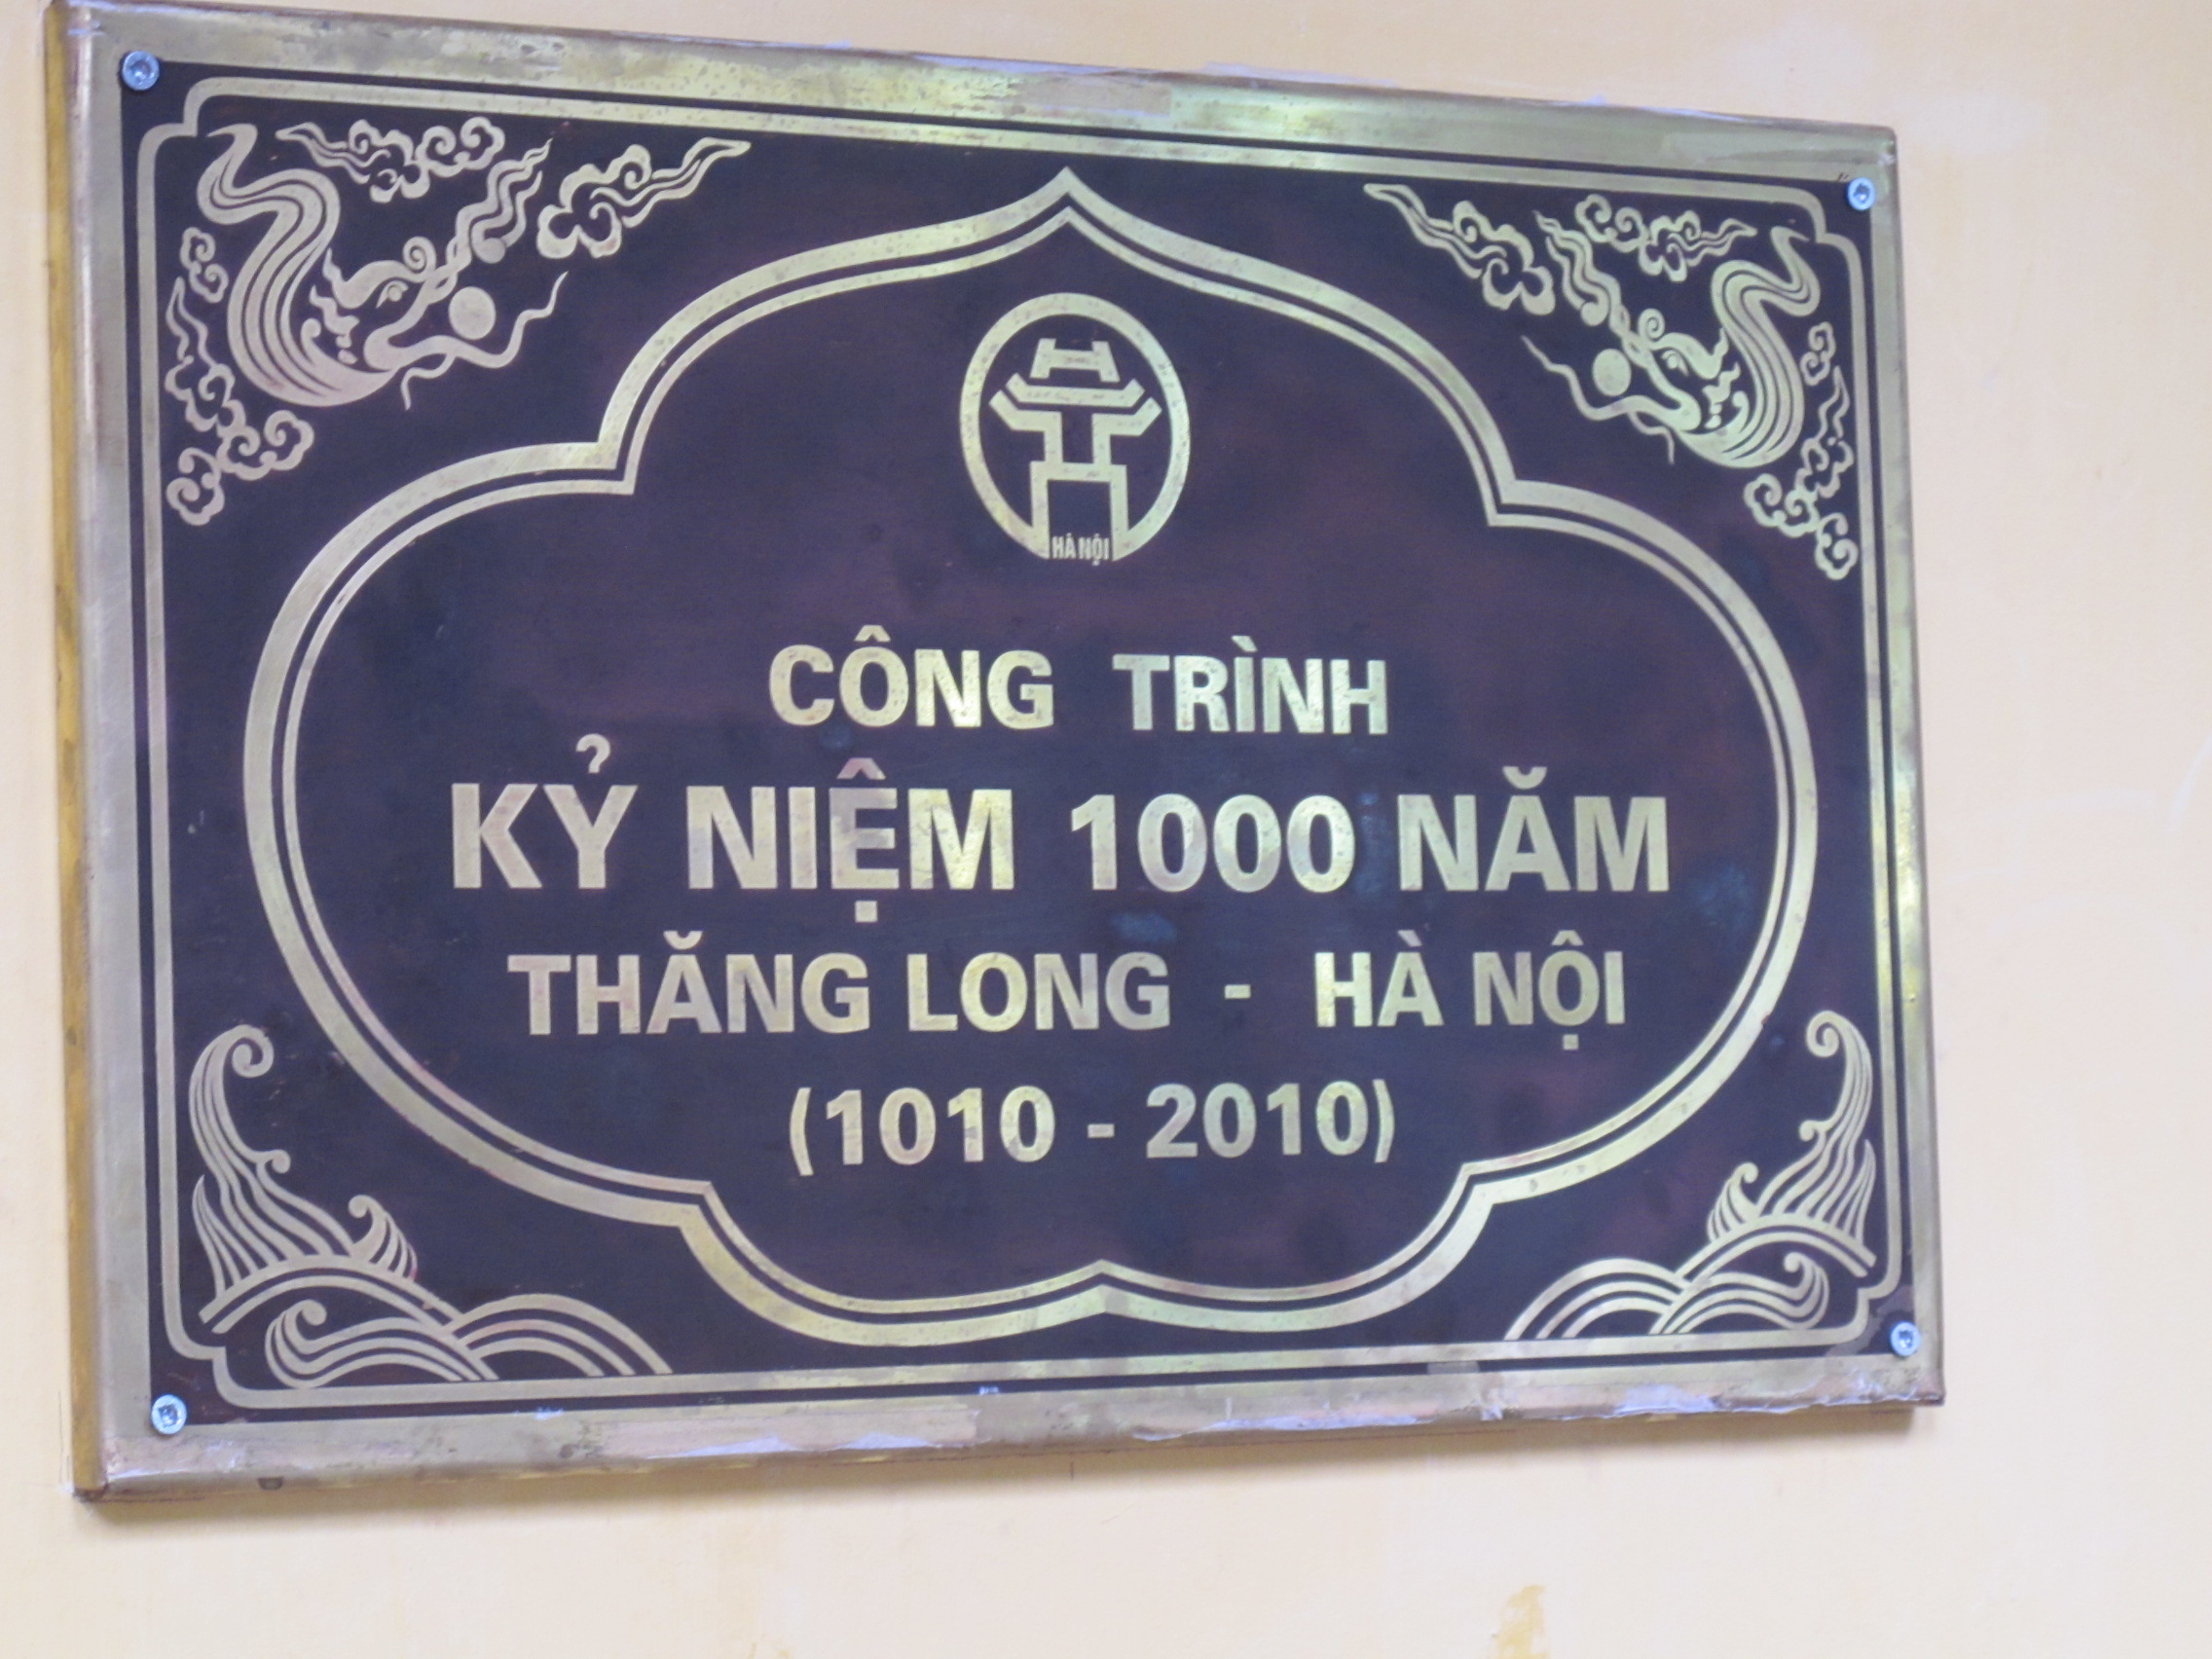 HÀ NỘI
CÔNG TRÌNH
KỶ NIỆM 1000 NĂM
THĂNG LONG - HÀ NỘI
(1010 - 2010)